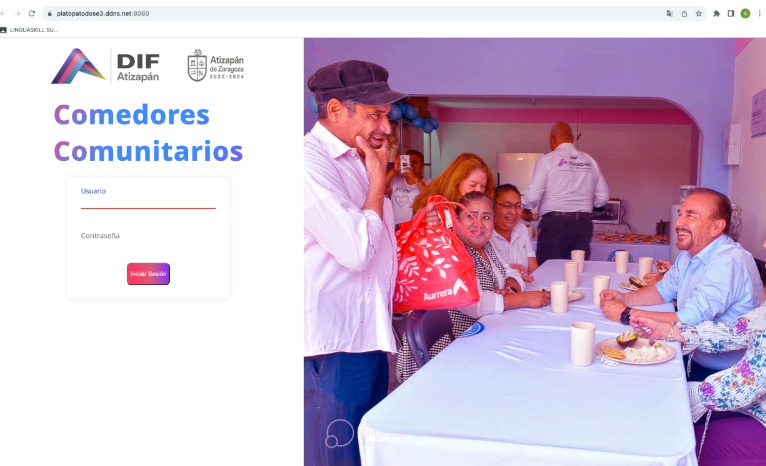 platopatodose3.ddns.net:8080
LINGUASKILL SU...
DIF
Atizapán
Atizapán
de Zaragoza
2022-2024
Comedores
Comunitarios
Usuario
Contraseña
Iniciar Sesión
Aurrera
A